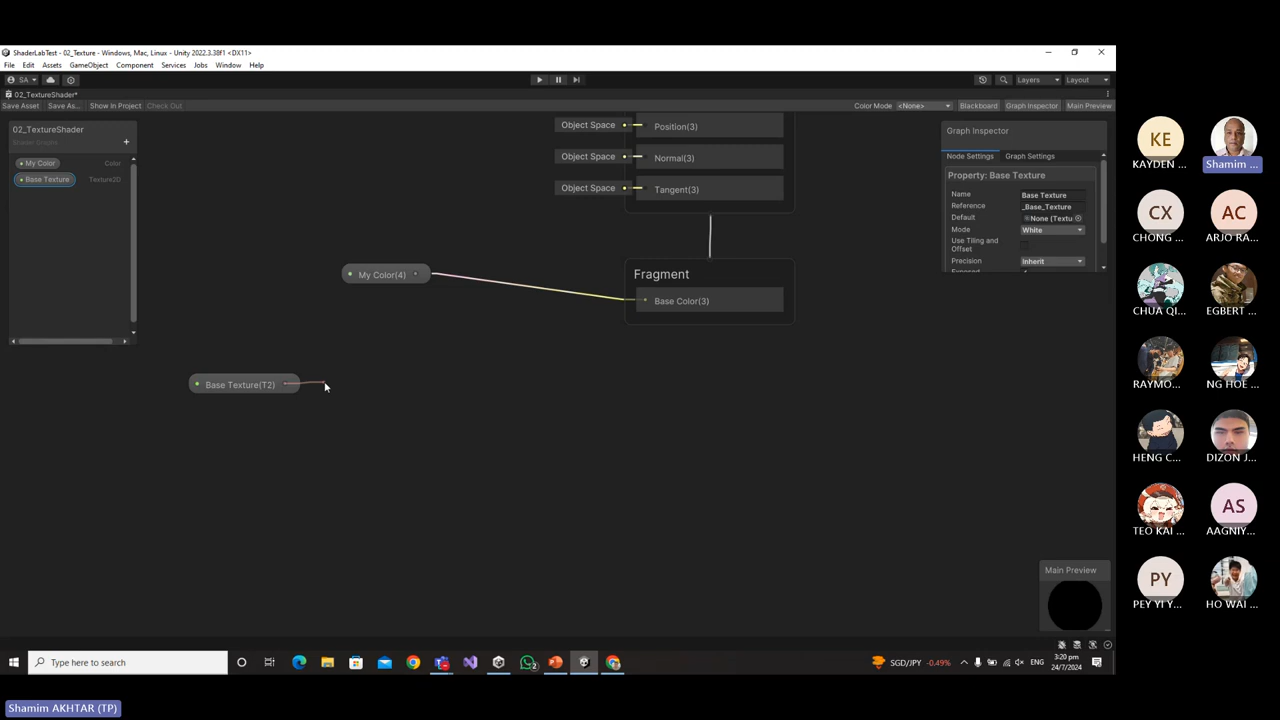 ShaderLabTest - 02_Texture - Windows, Mac, Linux - Unity 2022.3.38f1 <DX11>
File Edit Assets GameObject Component Services Jobs Window Help
SA Layers Layout
02_TextureShader*
Save Asset Save As... Show In Project Check Out Color Mode <None> Blackboard Graph Inspector Main Preview
02_TextureShader
Shader Graphs
My Color Color
Base Texture Texture2D
Object Space Position(3)
Object Space Normal(3)
Object Space Tangent(3)
My Color(4)
Fragment
Base Color(3)
Base Texture(T2)
Graph Inspector
Node Settings Graph Settings
Property: Base Texture
Name Base Texture
Reference _Base_Texture
Default None (Textu
Mode White
Use Tiling and
Offset
Precision Inherit
Main Preview
Type here to search
SGD/JPY -0.49% ENG
3:20 pm
24/7/2024
KE
KAYDEN ...
Shamim ...
CX
CHONG ...
AC
ARJO RA...
CHUA QI...
EGBERT ...
RAYMO...
NG HOE ...
HENG C...
DIZON J...
TEO KAI ...
AS
AAGNIY...
PY
PEY YI Y...
HO WAI ...
Shamim AKHTAR (TP)